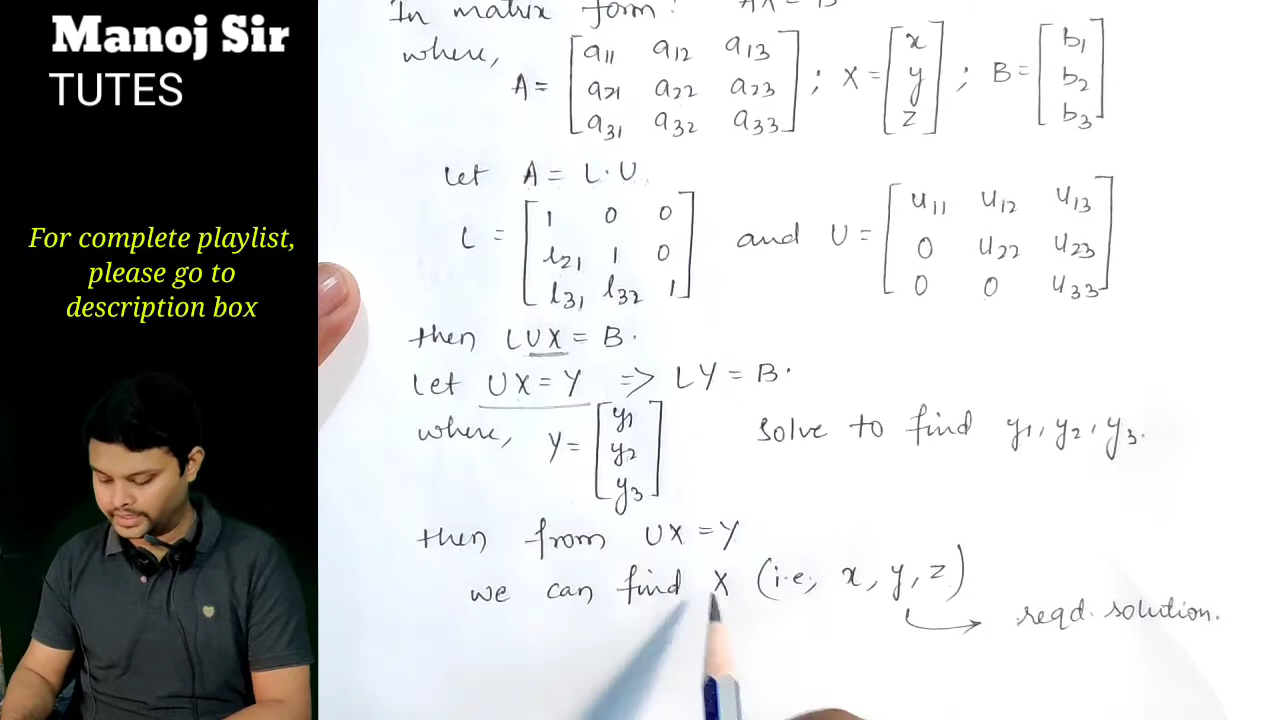 Manoj Sir
TUTES
For complete playlist,
please go to
description box
In matrix form: AX = B
where, A = [a11 a12 a13; a21 a22 a23; a31 a32 a33] ; X = [x; y; z] ; B = [b1; b2; b3]
Let A = L·U
L = [1 0 0; l21 1 0; l31 l32 1] and U = [u11 u12 u13; 0 u22 u23; 0 0 u33]
then LUX = B.
Let UX = Y => LY = B.
where, Y = [y1; y2; y3] solve to find y1, y2, y3.
then from UX = Y
we can find X (i.e, x, y, z)
reqd. solution.